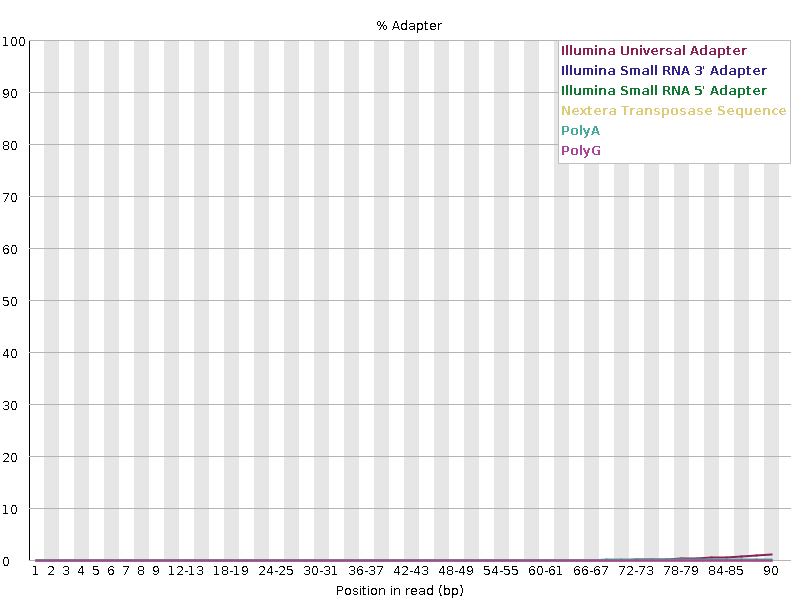 % Adapter
100
90
80
70
60
50
40
30
20
10
0
Illumina Universal Adapter
Illumina Small RNA 3' Adapter
Illumina Small RNA 5' Adapter
Nextera Transposase Sequence
PolyA
PolyG
1 2 3 4 5 6 7 8 9 12-13 18-19 24-25 30-31 36-37 42-43 48-49 54-55 60-61 66-67 72-73 78-79 84-85 90
Position in read (bp)